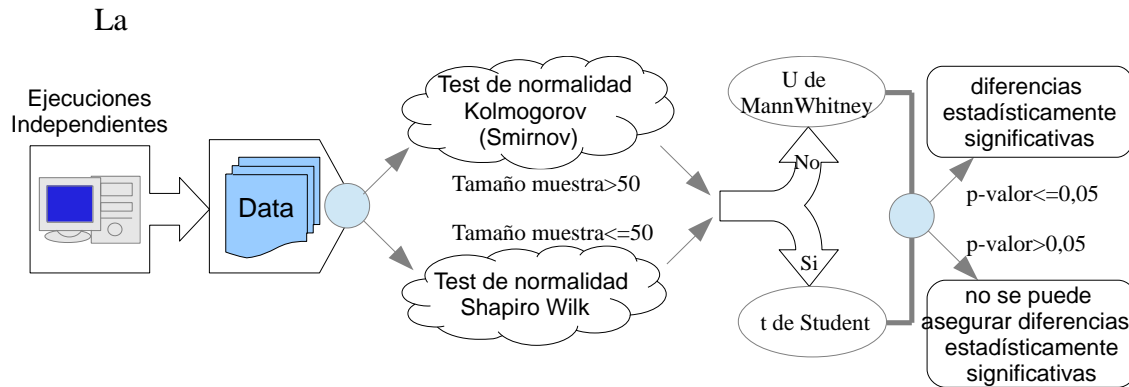 La
Ejecuciones
Independientes
Data
Test de normalidad
Kolmogorov
(Smirnov)
Tamaño muestra>50
Tamaño muestra<=50
Test de normalidad
Shapiro Wilk
U de
MannWhitney
No
Si
t de Student
diferencias
estadísticamente
significativas
p-valor<=0,05
p-valor>0,05
no se puede
asegurar diferencias
estadísticamente
significativas